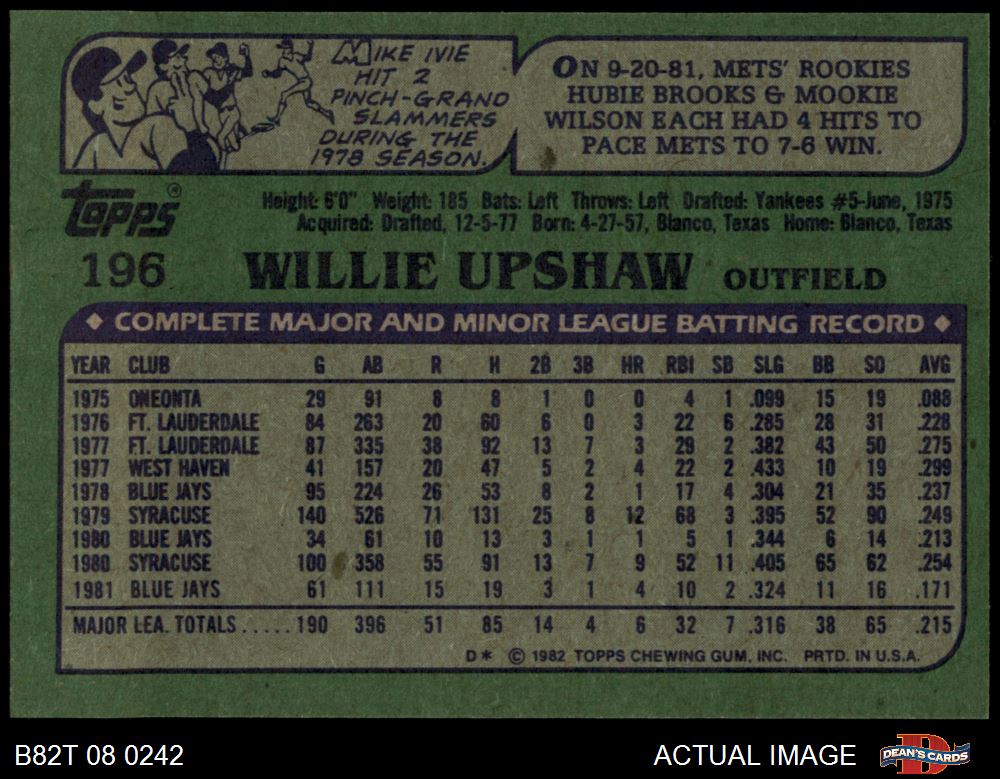 MIKE IVIE
HIT 2
PINCH-GRAND
SLAMMERS
DURING THE
1978 SEASON.
ON 9-20-81, METS' ROOKIES
HUBIE BROOKS & MOOKIE
WILSON EACH HAD 4 HITS TO
PACE METS TO 7-6 WIN.
Topps®
Height: 6'0" Weight: 185 Bats: Left Throws: Left Drafted: Yankees #5-June, 1975
Acquired: Drafted, 12-5-77 Born: 4-27-57, Blanco, Texas Home: Blanco, Texas
196 WILLIE UPSHAW OUTFIELD
◆ COMPLETE MAJOR AND MINOR LEAGUE BATTING RECORD ◆
YEAR CLUB G AB R H 2B 3B HR RBI SB SLG BB SO AVG
1975 ONEONTA 29 91 8 8 1 0 0 4 1 .099 15 19 .088
1976 FT. LAUDERDALE 84 263 20 60 6 0 3 22 6 .285 28 31 .228
1977 FT. LAUDERDALE 87 335 38 92 13 7 3 29 2 .382 43 50 .275
1977 WEST HAVEN 41 157 20 47 5 2 4 22 2 .433 10 19 .299
1978 BLUE JAYS 95 224 26 53 8 2 1 17 4 .304 21 35 .237
1979 SYRACUSE 140 526 71 131 25 8 12 68 3 .395 52 90 .249
1980 BLUE JAYS 34 61 10 13 3 1 1 5 1 .344 6 14 .213
1980 SYRACUSE 100 358 55 91 13 7 9 52 11 .405 65 62 .254
1981 BLUE JAYS 61 111 15 19 3 1 4 10 2 .324 11 16 .171
MAJOR LEA. TOTALS.....190 396 51 85 14 4 6 32 7 .316 38 65 .215
D* © 1982 TOPPS CHEWING GUM, INC. PRTD. IN U.S.A.
B82T 08 0242 ACTUAL IMAGE DEAN'S CARDS